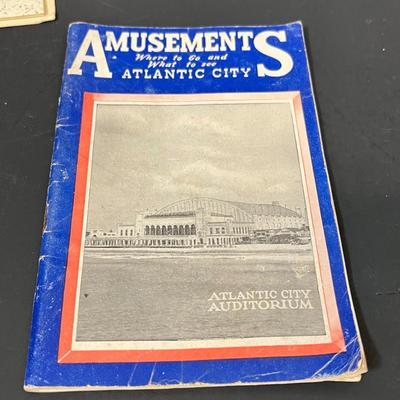 AMUSEMENTS
Where to Go and
What to see
ATLANTIC CITY
ATLANTIC CITY
AUDITORIUM